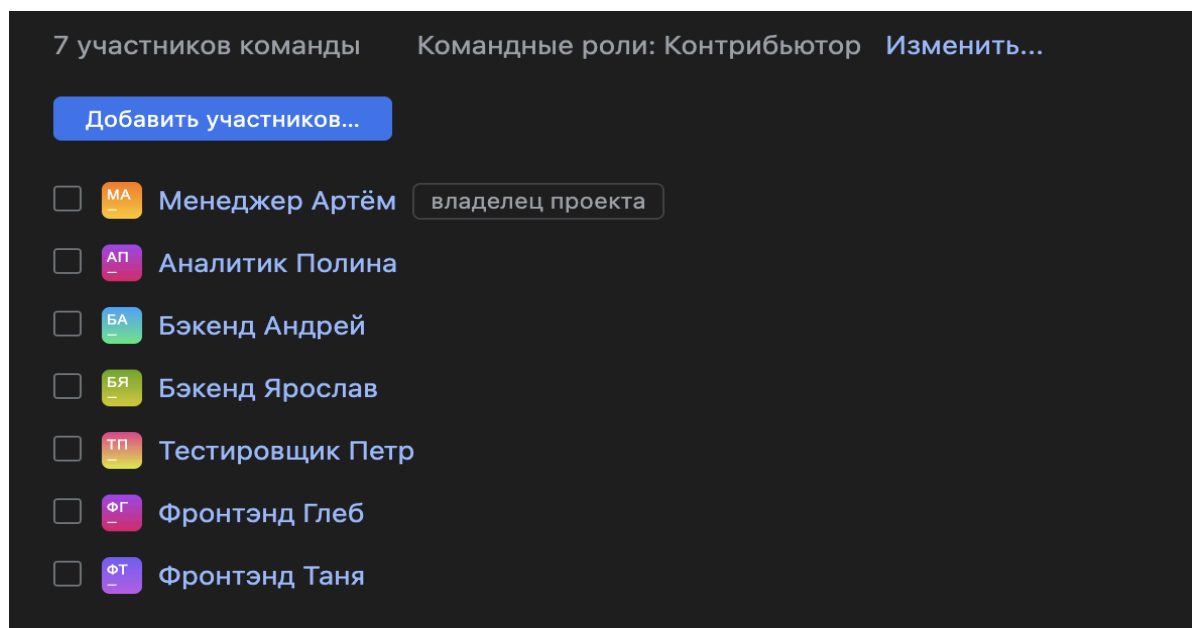 7 участников команды Командные роли: Контрибьютор Изменить...
Добавить участников...
МА Менеджер Артём владелец проекта
АП Аналитик Полина
БА Бэкенд Андрей
БЯ Бэкенд Ярослав
ТП Тестировщик Петр
ФГ Фронтэнд Глеб
ФТ Фронтэнд Таня